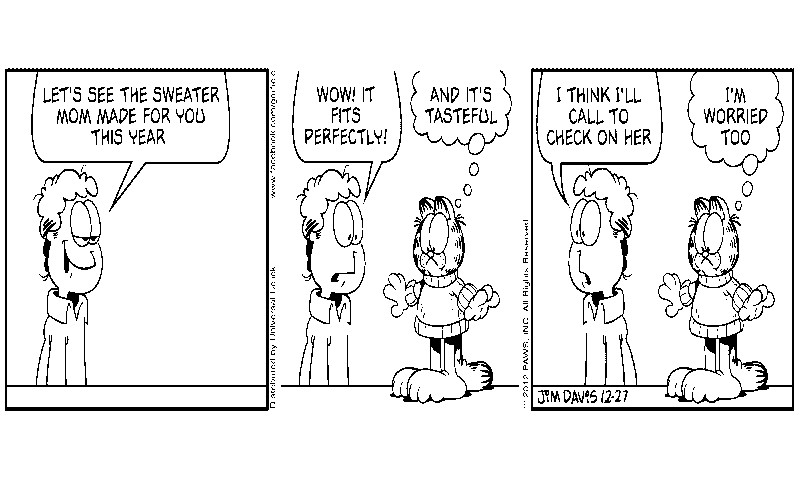 LET'S SEE THE SWEATER
MOM MADE FOR YOU
THIS YEAR
WOW! IT
FITS
PERFECTLY!
AND IT'S
TASTEFUL
I THINK I'LL
CALL TO
CHECK ON HER
I'M
WORRIED
TOO
2012 PAWS, INC. All Rights Reserved.
JIM DAVIS 12-27